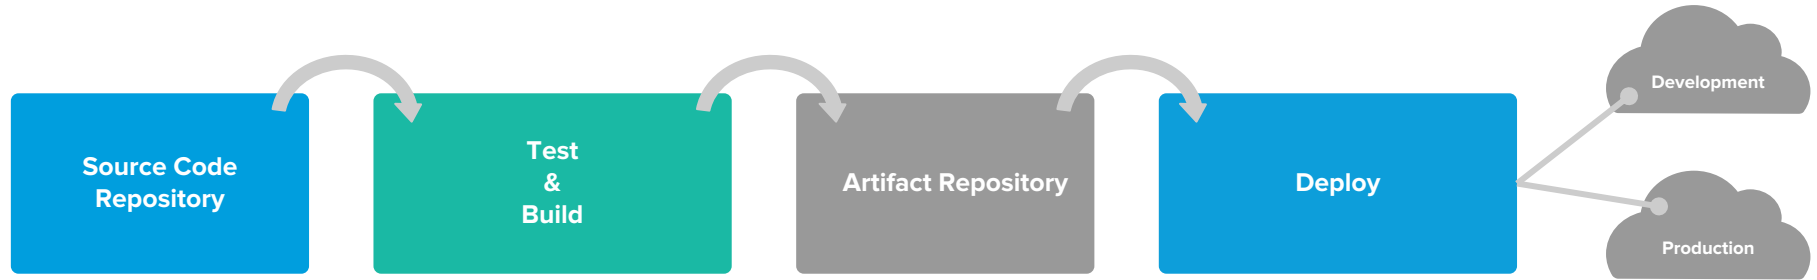 Source Code
Repository
Test
&
Build
Artifact Repository
Deploy
Development
Production